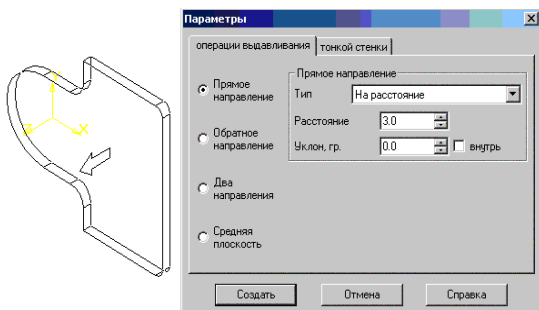 Параметры
операции выдавливания тонкой стенки
Прямое направление
Обратное направление
Два направления
Средняя плоскость
Прямое направление
Тип На расстояние
Расстояние 3.0
Уклон, гр. 0.0 внутрь
Создать Отмена Справка
X